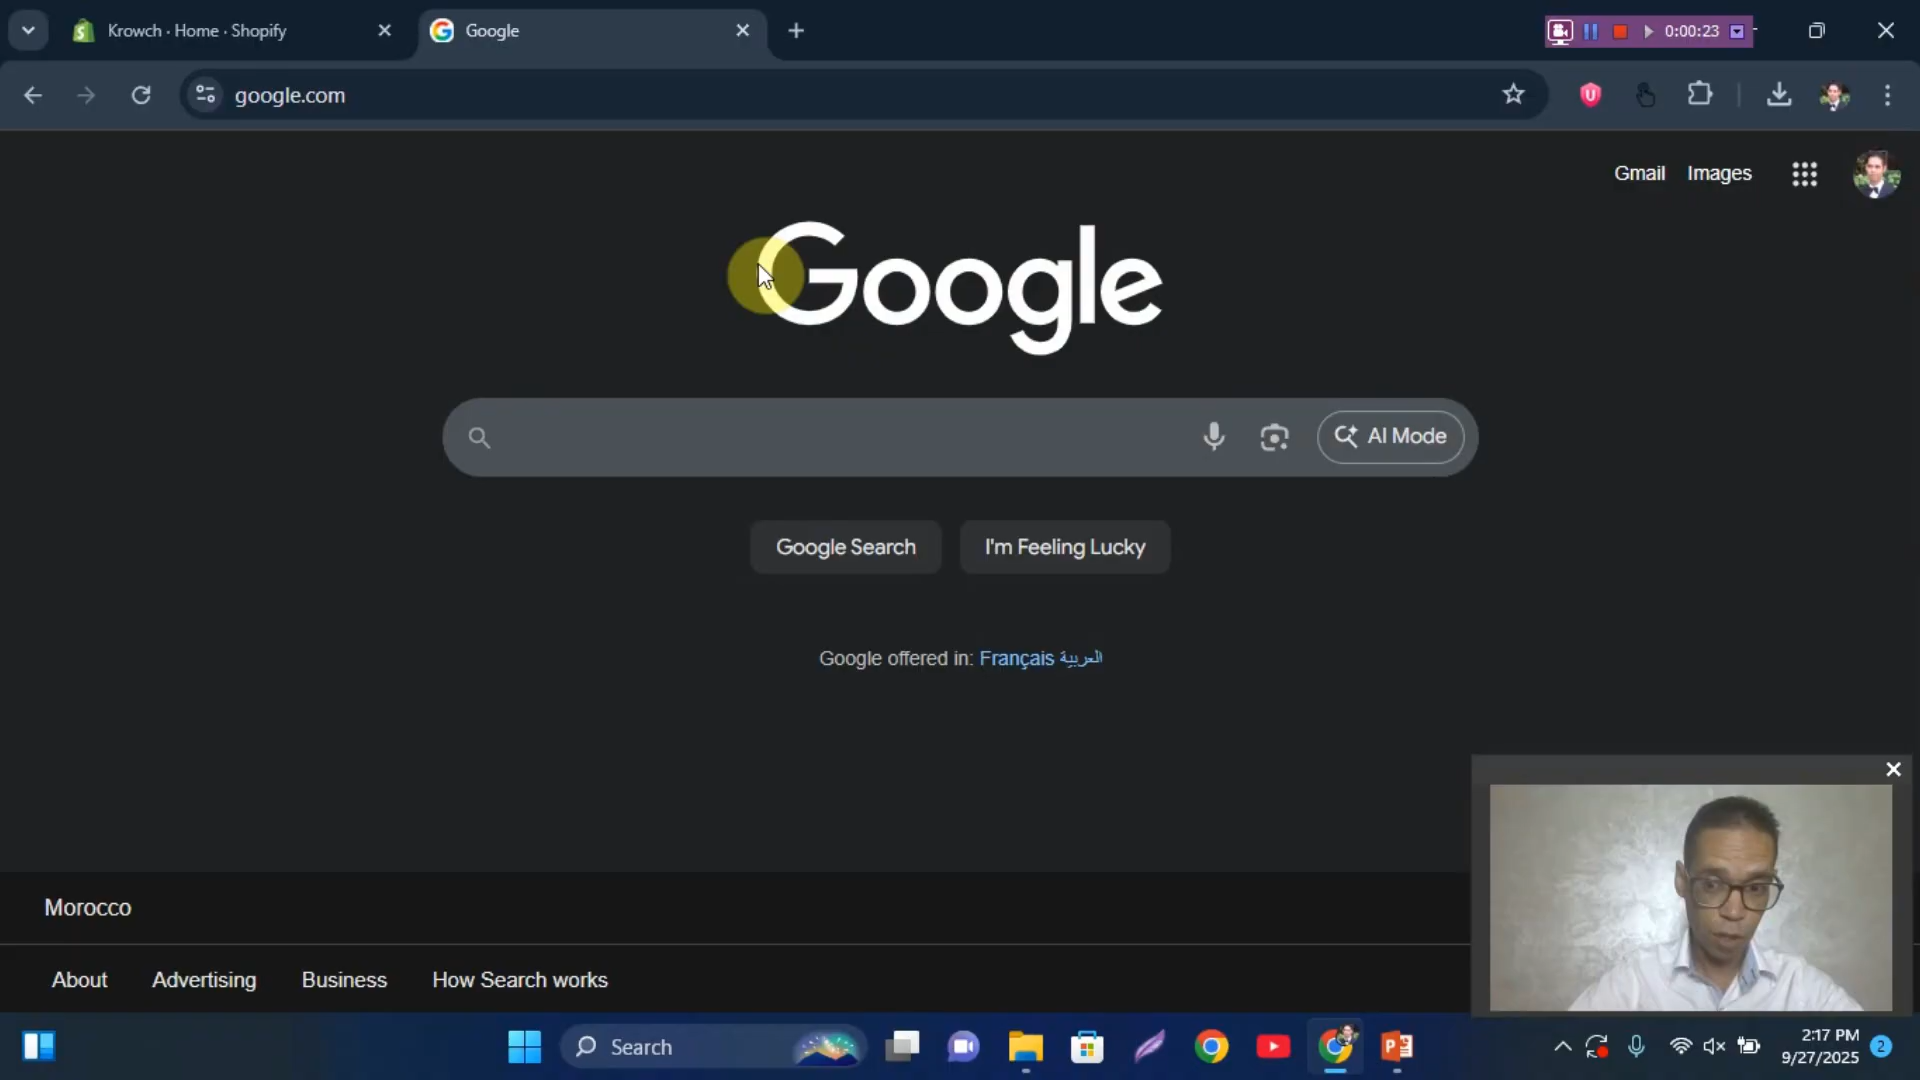 Krowch · Home · Shopify
Google
0:00:23
google.com
Gmail Images
Google
AI Mode
Google Search I'm Feeling Lucky
Google offered in: Français العربية
Morocco
About Advertising Business How Search works
Search
2:17 PM
9/27/2025
2